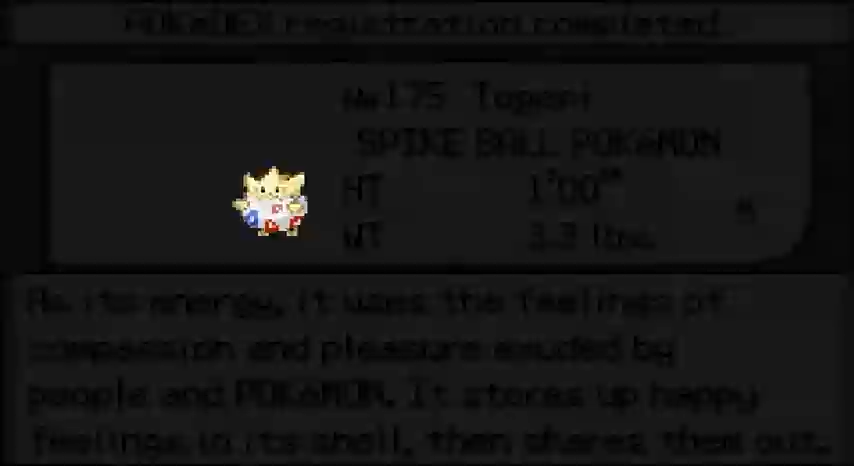 POKéDEX registration completed.
No175 Togepi
SPIKE BALL POKéMON
HT 1'00"
WT 3.3 lbs.
As its energy, it uses the feelings of
compassion and pleasure exuded by
people and POKéMON. It stores up happy
feelings in its shell, then shares them out.